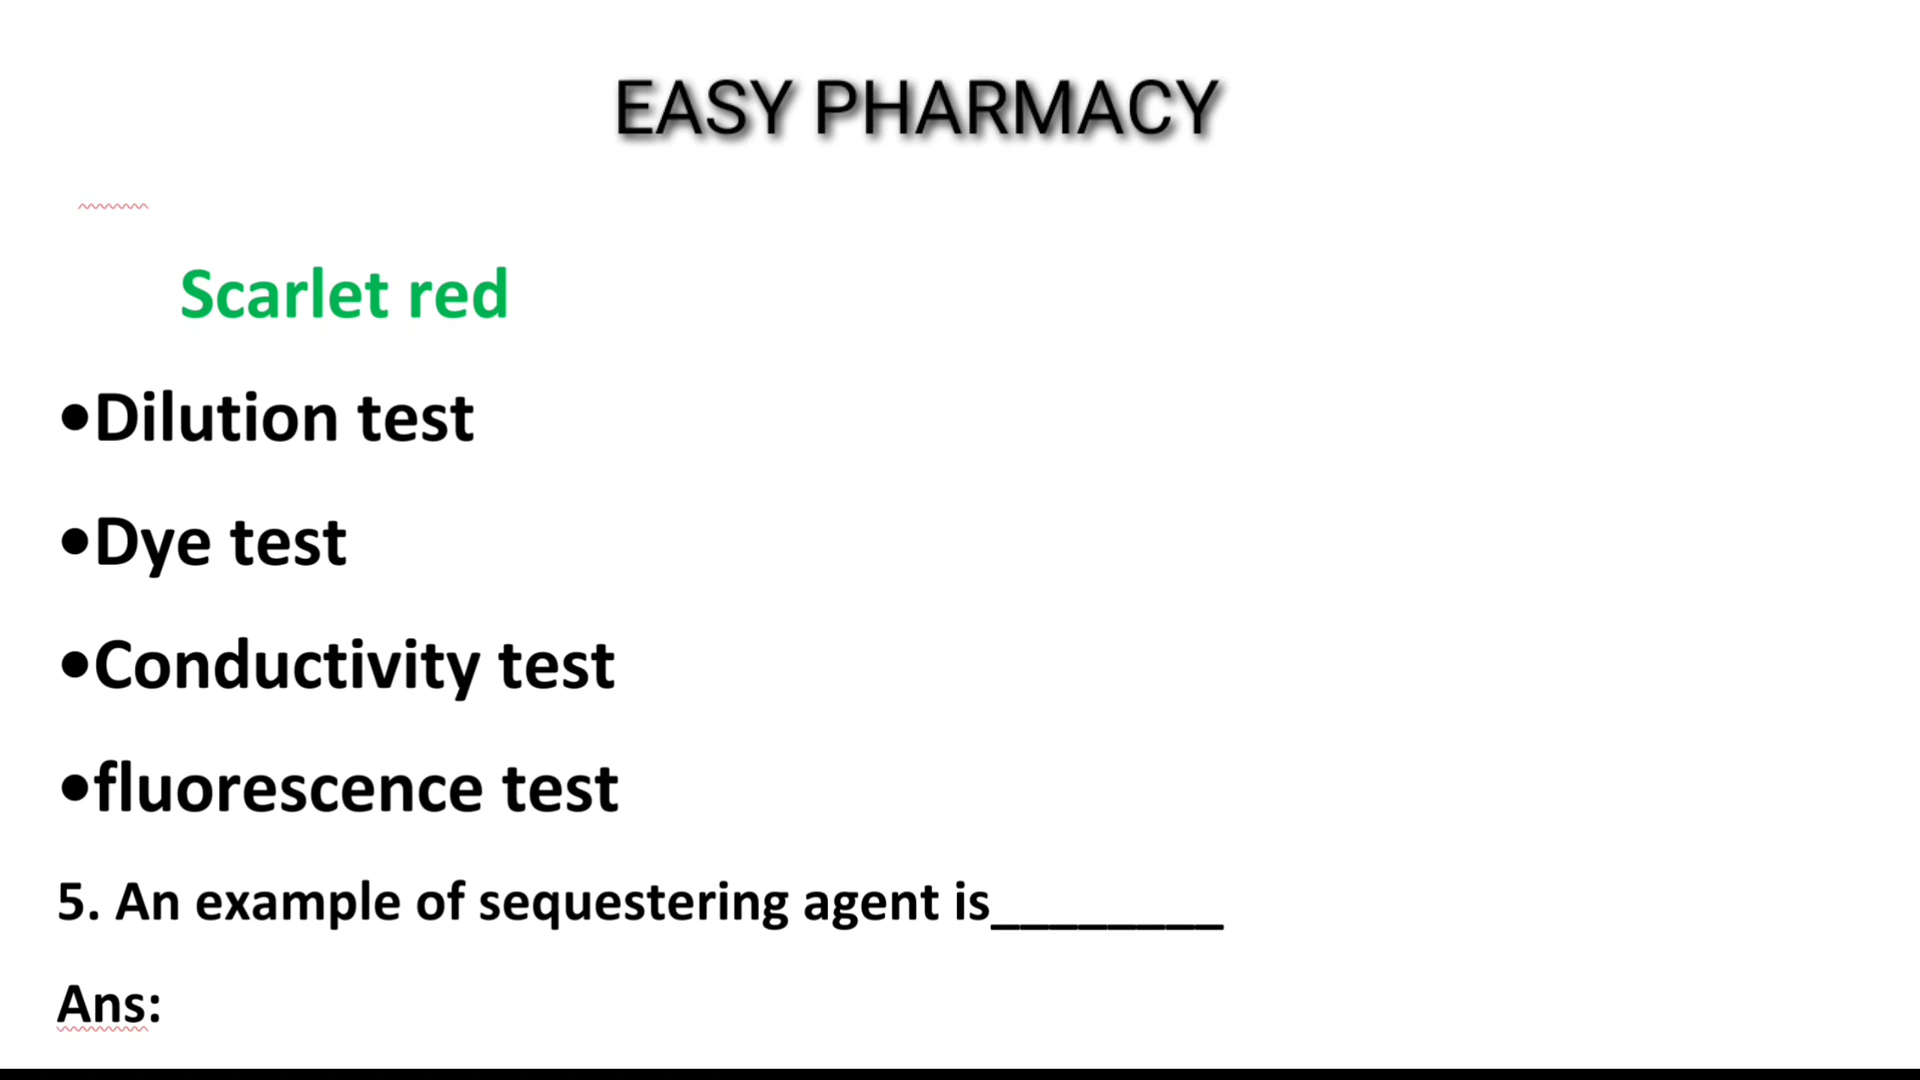 EASY PHARMACY
Scarlet red
•Dilution test
•Dye test
•Conductivity test
•fluorescence test
5. An example of sequestering agent is________
Ans: